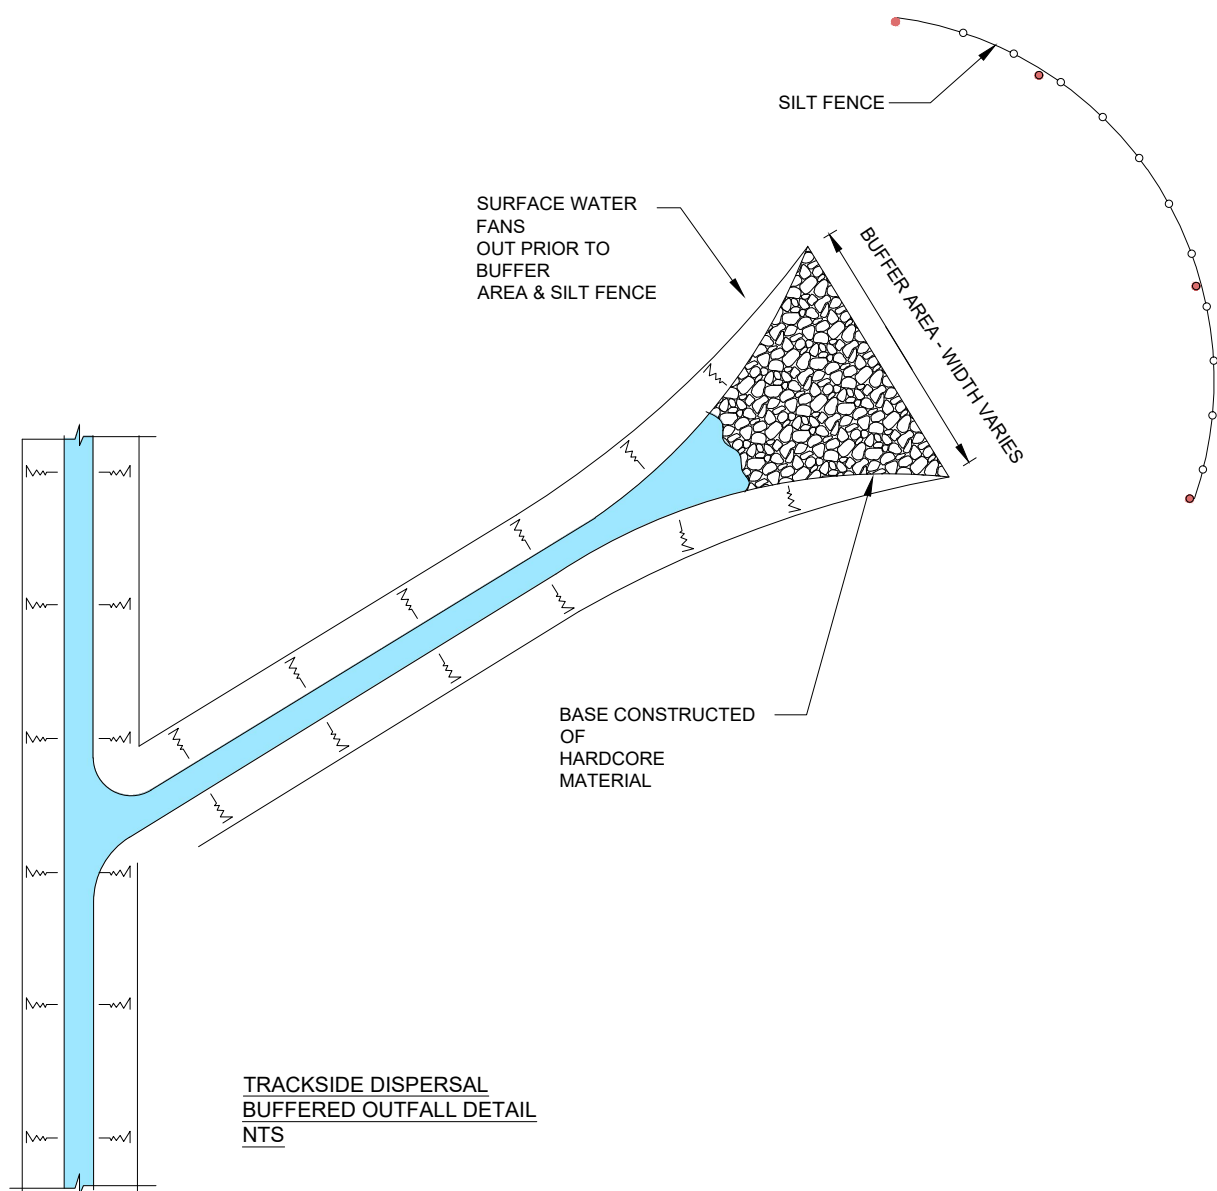 SILT FENCE
SURFACE WATER
FANS
OUT PRIOR TO
BUFFER
AREA & SILT FENCE
BUFFER AREA - WIDTH VARIES
BASE CONSTRUCTED
OF
HARDCORE
MATERIAL
TRACKSIDE DISPERSAL
BUFFERED OUTFALL DETAIL
NTS